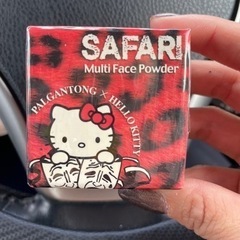 SAFARI
Multi Face Powder
PALGANTONG × HELLO KITTY